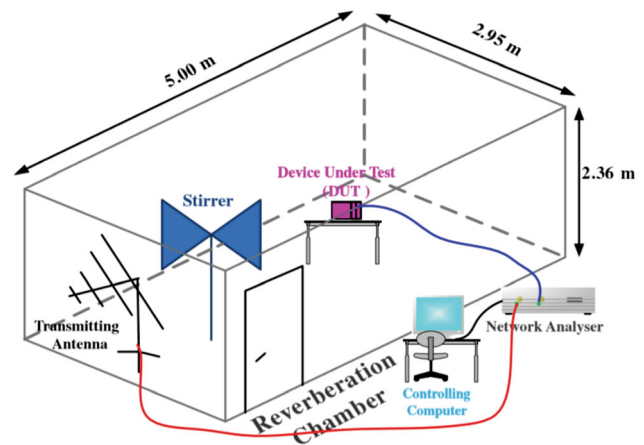 5.00 m
2.95 m
2.36 m
Device Under Test
(DUT )
Stirrer
Transmitting
Antenna
Network Analyser
Controlling
Computer
Reverberation
Chamber